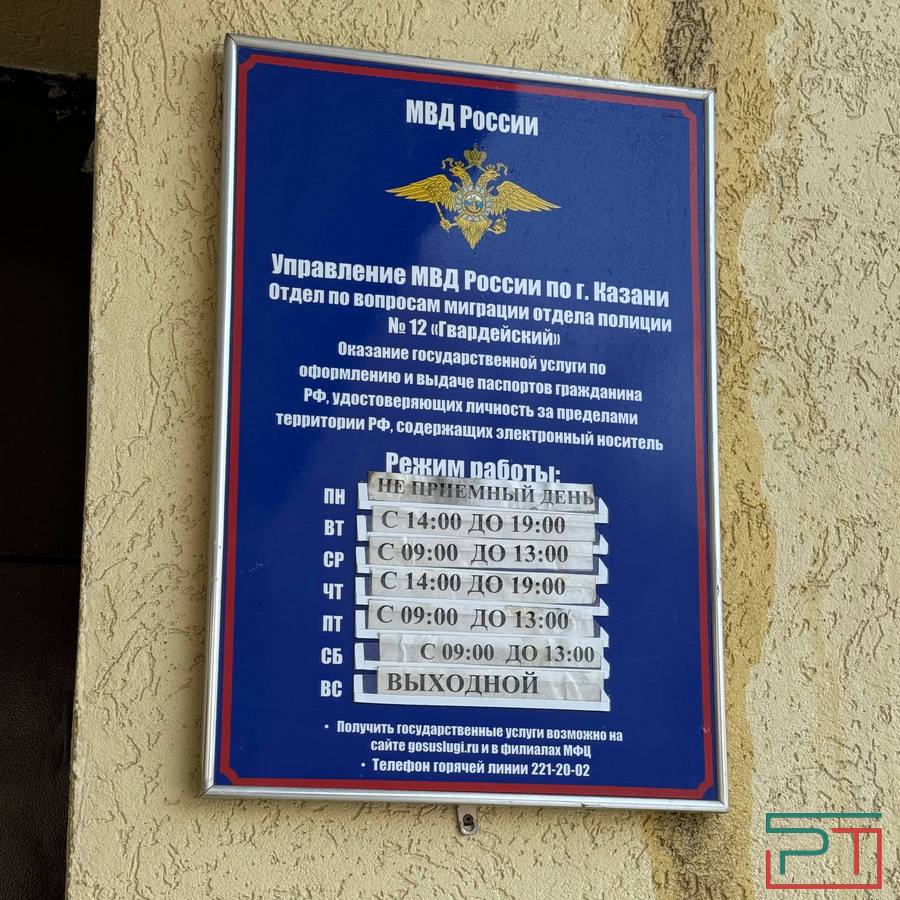 МВД России
Управление МВД России по г. Казани
Отдел по вопросам миграции отдела полиции
№ 12 «Гвардейский»
Оказание государственной услуги по
оформлению и выдаче паспортов гражданина
РФ, удостоверяющих личность за пределами
территории РФ, содержащих электронный носитель
Режим работы:
ПН НЕ ПРИЕМНЫЙ ДЕНЬ
ВТ С 14:00 ДО 19:00
СР С 09:00 ДО 13:00
ЧТ С 14:00 ДО 19:00
ПТ С 09:00 ДО 13:00
СБ С 09:00 ДО 13:00
ВС ВЫХОДНОЙ
• Получить государственные услуги возможно на
сайте gosuslugi.ru и в филиалах МФЦ
• Телефон горячей линии 221-20-02
РТ